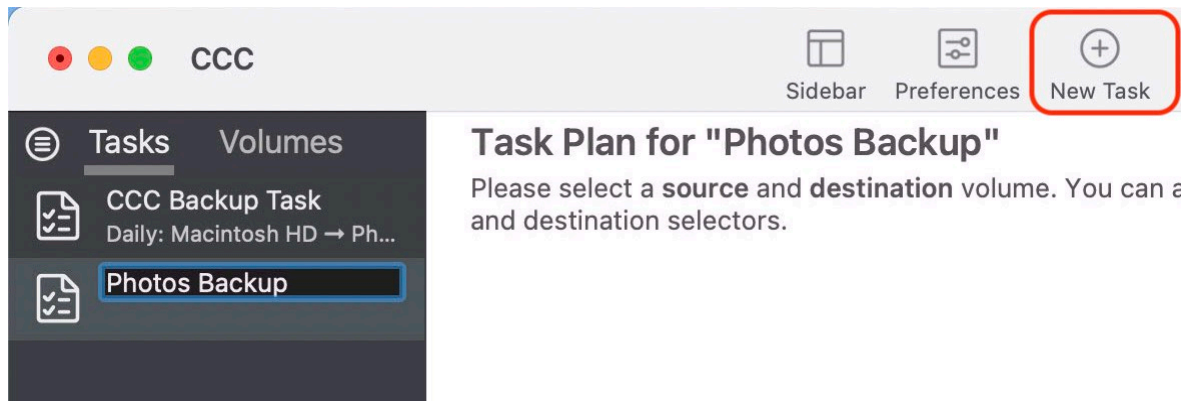 CCC
Sidebar Preferences New Task
Tasks Volumes
CCC Backup Task
Daily: Macintosh HD → Ph...
Photos Backup
Task Plan for "Photos Backup"
Please select a source and destination volume. You can a
and destination selectors.